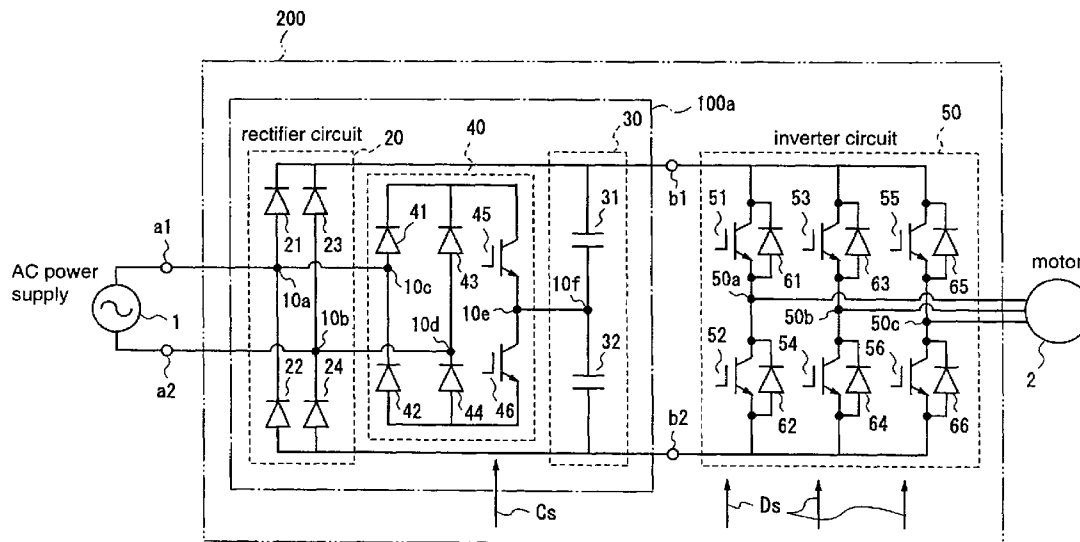 200
100a
rectifier circuit
20
40
30
inverter circuit
50
b1
41
45
31
51
53
55
a1
21
23
43
61
63
65
motor
AC power
supply
10a
10c
10e
10f
50a
1
10b
10d
50b
50c
a2
22
24
32
52
54
56
2
42
44
46
b2
62
64
66
Cs
Ds